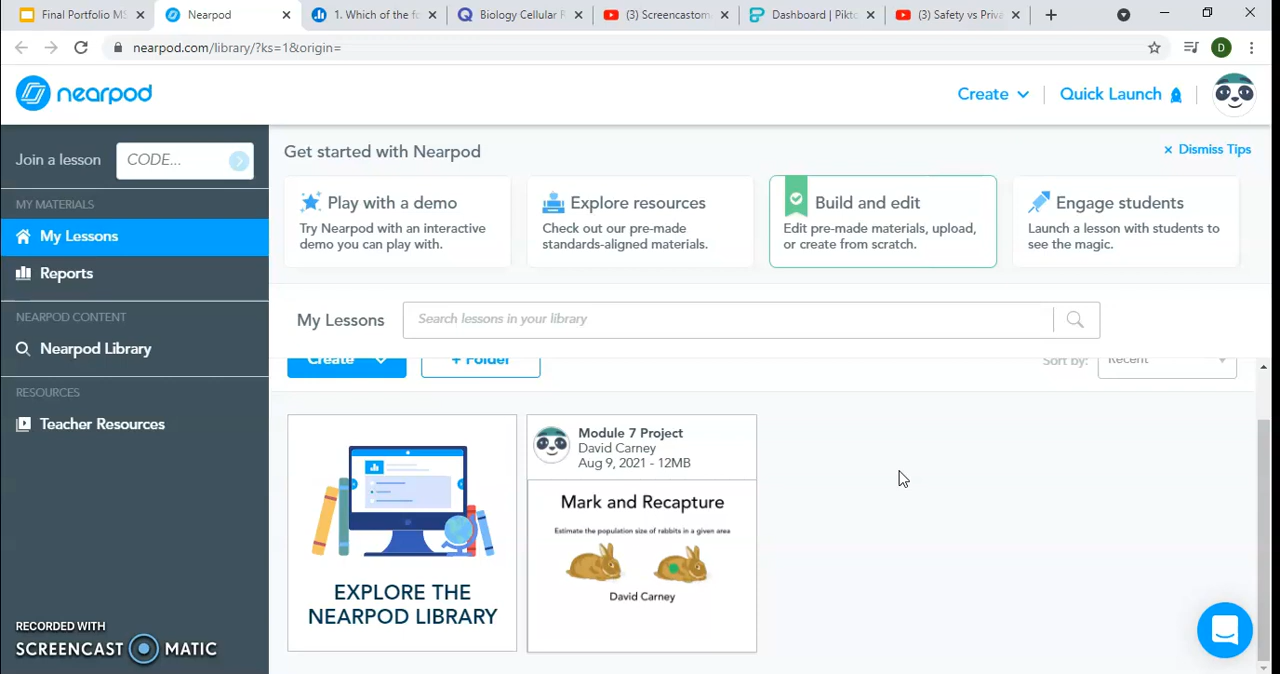 Final Portfolio MS
Nearpod
1. Which of the fo
Biology Cellular R
(3) Screencastoma
Dashboard | Pikto
(3) Safety vs Priva
nearpod.com/library/?ks=1&origin=
D
nearpod
Create
Quick Launch
Join a lesson
CODE...
MY MATERIALS
My Lessons
Reports
NEARPOD CONTENT
Nearpod Library
RESOURCES
Teacher Resources
RECORDED WITH
SCREENCAST MATIC
Get started with Nearpod
× Dismiss Tips
Play with a demo
Try Nearpod with an interactive
demo you can play with.
Explore resources
Check out our pre-made
standards-aligned materials.
Build and edit
Edit pre-made materials, upload,
or create from scratch.
Engage students
Launch a lesson with students to
see the magic.
My Lessons
Search lessons in your library
Create
+ Folder
Sort by:
Recent
EXPLORE THE
NEARPOD LIBRARY
Module 7 Project
David Carney
Aug 9, 2021 - 12MB
Mark and Recapture
Estimate the population size of rabbits in a given area
David Carney